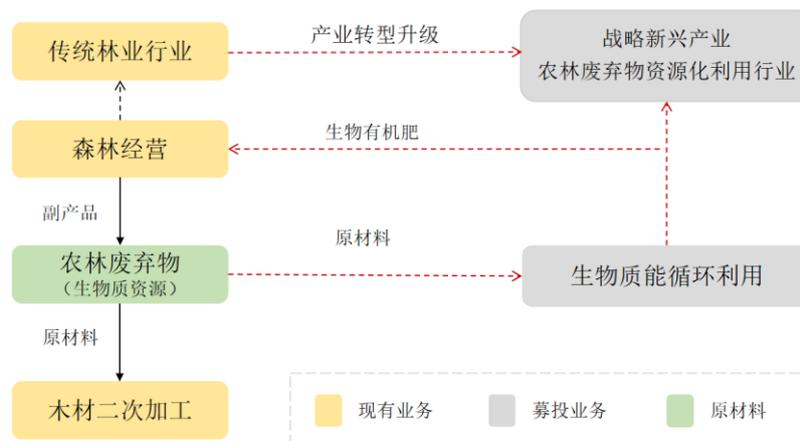 传统林业行业
产业转型升级
战略新兴产业
农林废弃物资源化利用行业
生物有机肥
森林经营
副产品
原材料
农林废弃物
（生物质资源）
生物质能循环利用
原材料
木材二次加工
现有业务
募投业务
原材料